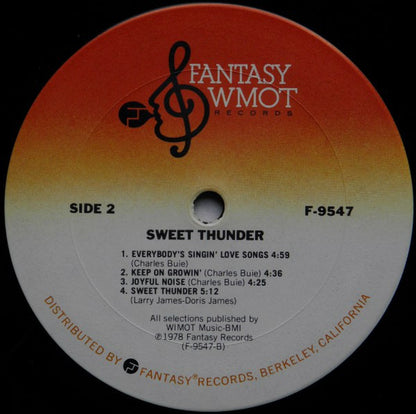 FANTASY
WMOT
RECORDS
SIDE 2
F-9547
SWEET THUNDER
1. EVERYBODY'S SINGIN' LOVE SONGS 4:59
(Charles Buie)
2. KEEP ON GROWIN' (Charles Buie) 4:36
3. JOYFUL NOISE (Charles Buie) 4:25
4. SWEET THUNDER 5:12
(Larry James-Doris James)
All selections published by
WIMOT Music-BMI
℗1978 Fantasy Records
(F-9547-B)
DISTRIBUTED BY FANTASY® RECORDS, BERKELEY, CALIFORNIA